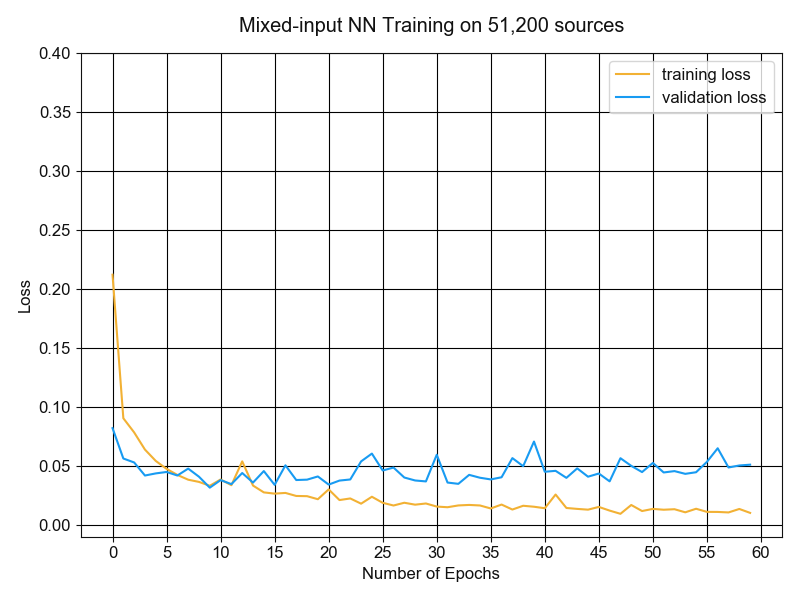 Mixed-input NN Training on 51,200 sources
0.40
0.35
0.30
0.25
0.20
0.15
0.10
0.05
0.00
Loss
training loss
validation loss
0 5 10 15 20 25 30 35 40 45 50 55 60
Number of Epochs